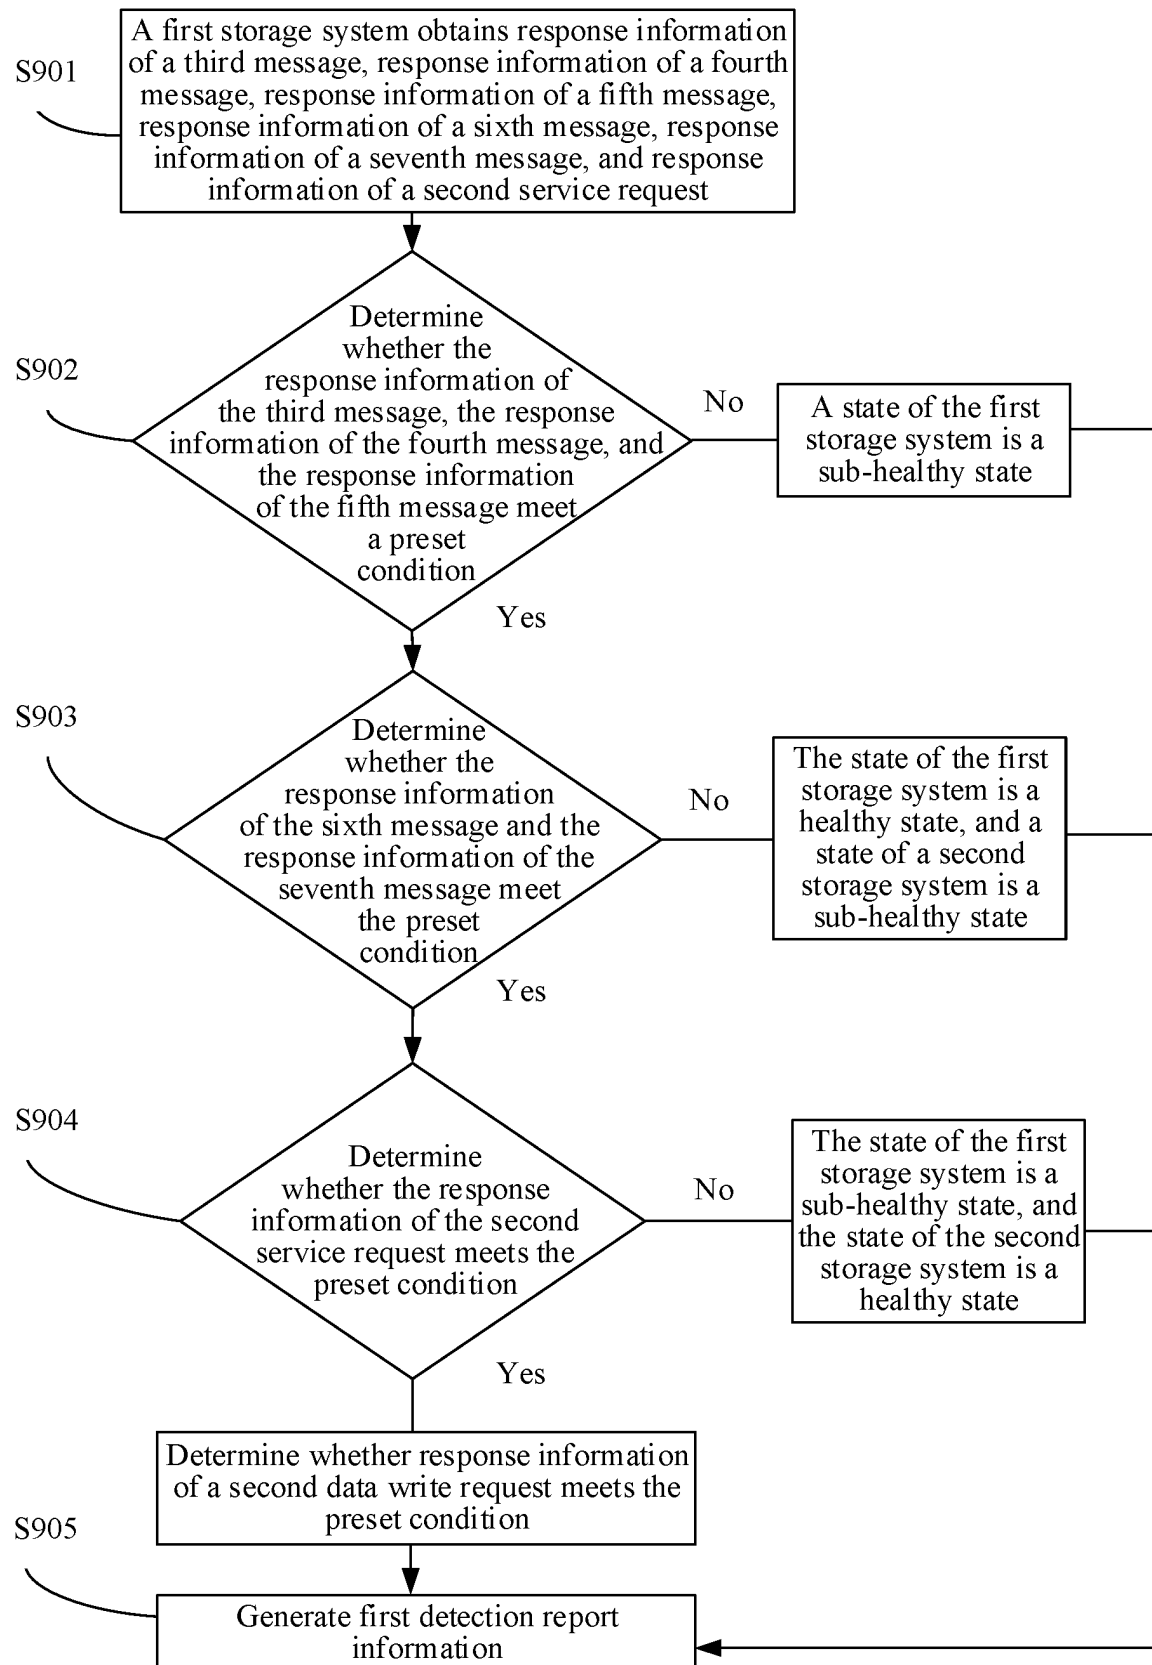 S901
A first storage system obtains response information
of a third message, response information of a fourth
message, response information of a fifth message,
response information of a sixth message, response
information of a seventh message, and response
information of a second service request
S902
Determine
whether the
response information of
the third message, the response
information of the fourth message, and
the response information
of the fifth message meet
a preset
condition
No
A state of the first
storage system is a
sub-healthy state
Yes
S903
Determine
whether the
response information
of the sixth message and the
response information of the
seventh message meet
the preset
condition
No
The state of the first
storage system is a
healthy state, and a
state of a second
storage system is a
sub-healthy state
Yes
S904
Determine
whether the response
information of the second
service request meets the
preset condition
No
The state of the first
storage system is a
sub-healthy state, and
the state of the second
storage system is a
healthy state
Yes
Determine whether response information
of a second data write request meets the
preset condition
S905
Generate first detection report
information